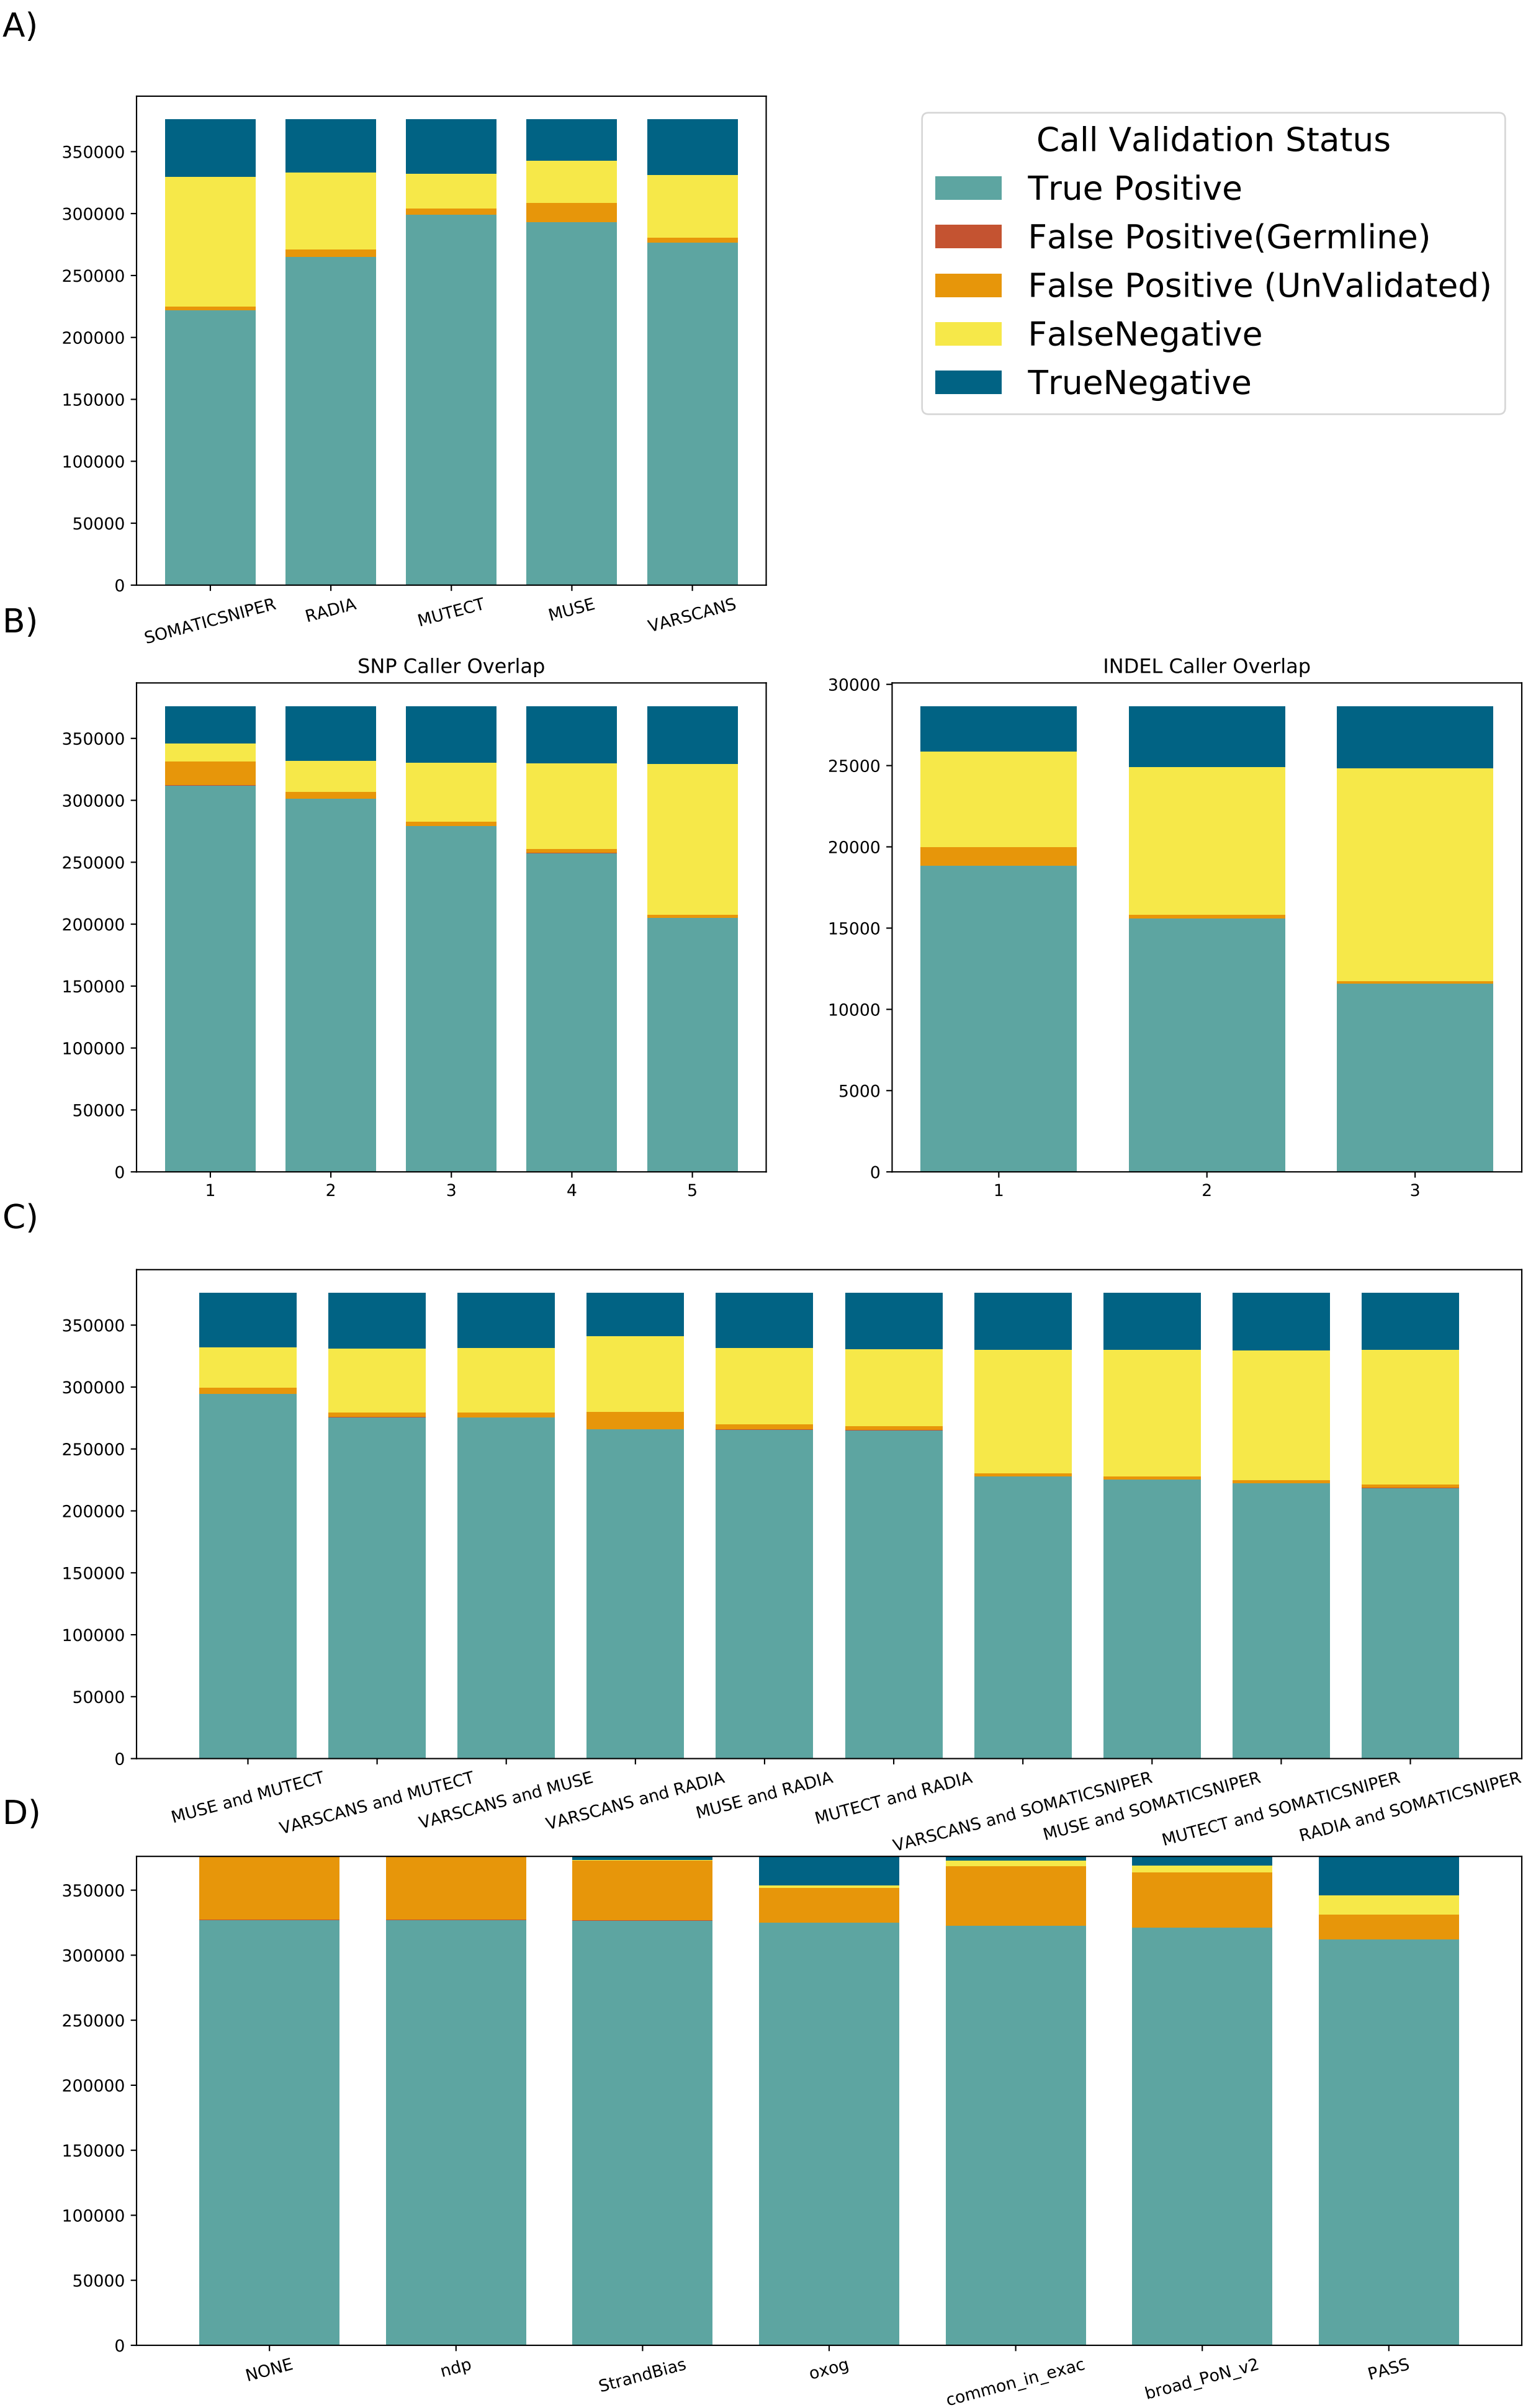 A)
350000
300000
250000
200000
150000
100000
50000
0
SOMATICSNIPER
RADIA
MUTECT
MUSE
VARSCANS
Call Validation Status
True Positive
False Positive(Germline)
False Positive (UnValidated)
FalseNegative
TrueNegative
B)
SNP Caller Overlap
350000
300000
250000
200000
150000
100000
50000
0
1 2 3 4 5
INDEL Caller Overlap
30000
25000
20000
15000
10000
5000
0
1 2 3
C)
350000
300000
250000
200000
150000
100000
50000
0
MUSE and MUTECT
VARSCANS and MUTECT
VARSCANS and MUSE
VARSCANS and RADIA
MUSE and RADIA
MUTECT and RADIA
VARSCANS and SOMATICSNIPER
MUSE and SOMATICSNIPER
MUTECT and SOMATICSNIPER
RADIA and SOMATICSNIPER
D)
350000
300000
250000
200000
150000
100000
50000
0
NONE
ndp
StrandBias
oxog
common_in_exac
broad_PoN_v2
PASS